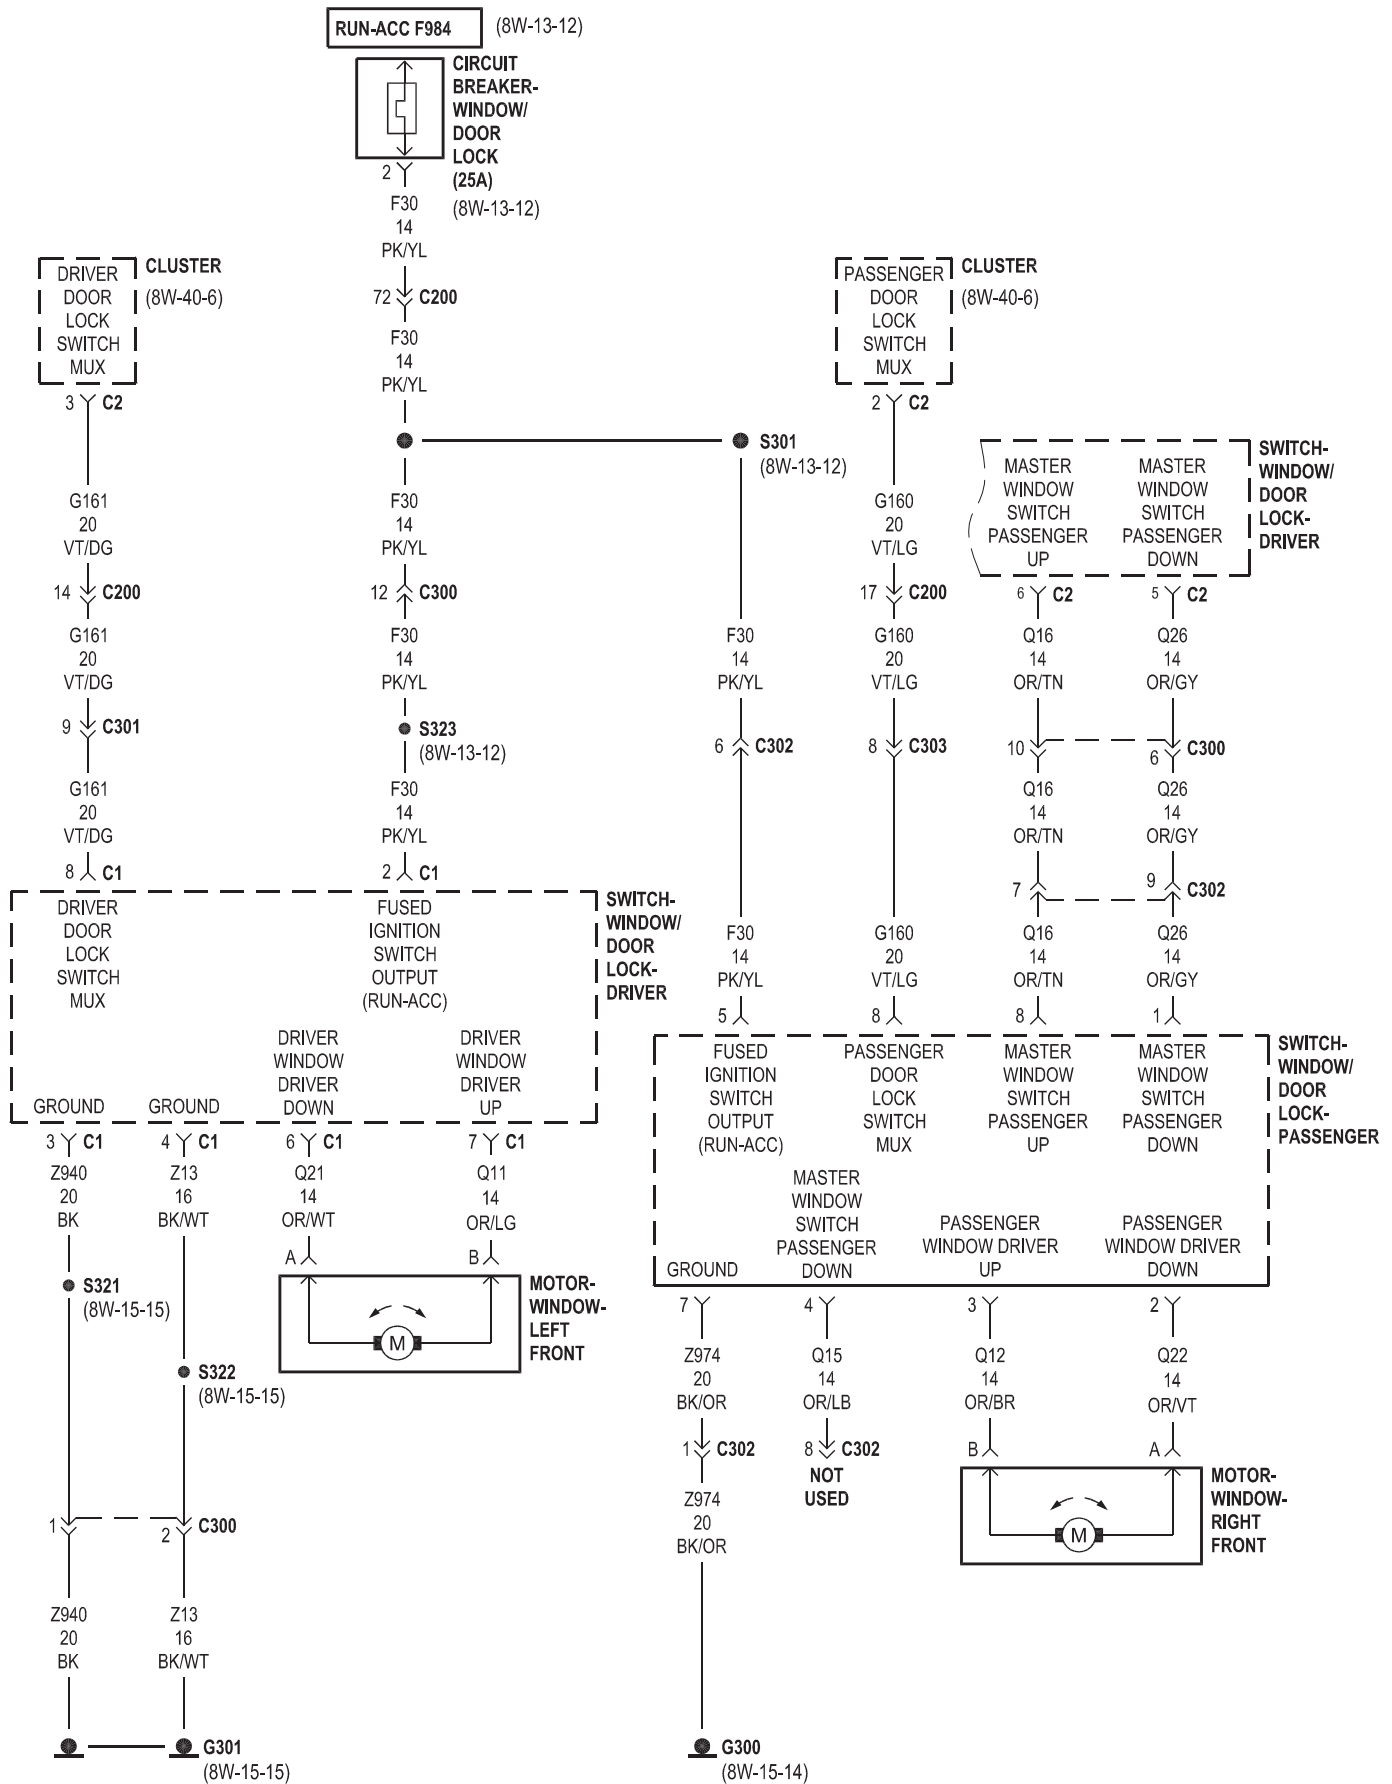 RUN-ACC F984
(8W-13-12)
CIRCUIT
BREAKER-
WINDOW/
DOOR
LOCK
(25A)
(8W-13-12)
2
F30
14
PK/YL
72
C200
F30
14
PK/YL
DRIVER
DOOR
LOCK
SWITCH
MUX
CLUSTER
(8W-40-6)
3
C2
G161
20
VT/DG
14
C200
G161
20
VT/DG
9
C301
G161
20
VT/DG
8
C1
S301
(8W-13-12)
F30
14
PK/YL
12
C300
F30
14
PK/YL
S323
(8W-13-12)
F30
14
PK/YL
2
C1
F30
14
PK/YL
6
C302
F30
14
PK/YL
5
PASSENGER
DOOR
LOCK
SWITCH
MUX
CLUSTER
(8W-40-6)
2
C2
G160
20
VT/LG
17
C200
G160
20
VT/LG
8
C303
G160
20
VT/LG
8
MASTER
WINDOW
SWITCH
PASSENGER
UP
MASTER
WINDOW
SWITCH
PASSENGER
DOWN
SWITCH-
WINDOW/
DOOR
LOCK-
DRIVER
6
C2
5
C2
Q16
14
OR/TN
Q26
14
OR/GY
10
6
C300
Q16
14
OR/TN
Q26
14
OR/GY
7
9
C302
Q16
14
OR/TN
Q26
14
OR/GY
8
1
DRIVER
DOOR
LOCK
SWITCH
MUX
FUSED
IGNITION
SWITCH
OUTPUT
(RUN-ACC)
SWITCH-
WINDOW/
DOOR
LOCK-
DRIVER
GROUND
GROUND
DRIVER
WINDOW
DRIVER
DOWN
DRIVER
WINDOW
DRIVER
UP
3
C1
4
C1
6
C1
7
C1
Z940
20
BK
Z13
16
BK/WT
Q21
14
OR/WT
Q11
14
OR/LG
A
B
S321
(8W-15-15)
S322
(8W-15-15)
M
MOTOR-
WINDOW-
LEFT
FRONT
1
2
C300
Z940
20
BK
Z13
16
BK/WT
G301
(8W-15-15)
FUSED
IGNITION
SWITCH
OUTPUT
(RUN-ACC)
PASSENGER
DOOR
LOCK
SWITCH
MUX
MASTER
WINDOW
SWITCH
PASSENGER
UP
MASTER
WINDOW
SWITCH
PASSENGER
DOWN
SWITCH-
WINDOW/
DOOR
LOCK-
PASSENGER
GROUND
MASTER
WINDOW
SWITCH
PASSENGER
DOWN
PASSENGER
WINDOW DRIVER
UP
PASSENGER
WINDOW DRIVER
DOWN
7
4
3
2
Z974
20
BK/OR
Q15
14
OR/LB
Q12
14
OR/BR
Q22
14
OR/VT
1
C302
8
C302
NOT
USED
B
A
Z974
20
BK/OR
M
MOTOR-
WINDOW-
RIGHT
FRONT
G300
(8W-15-14)